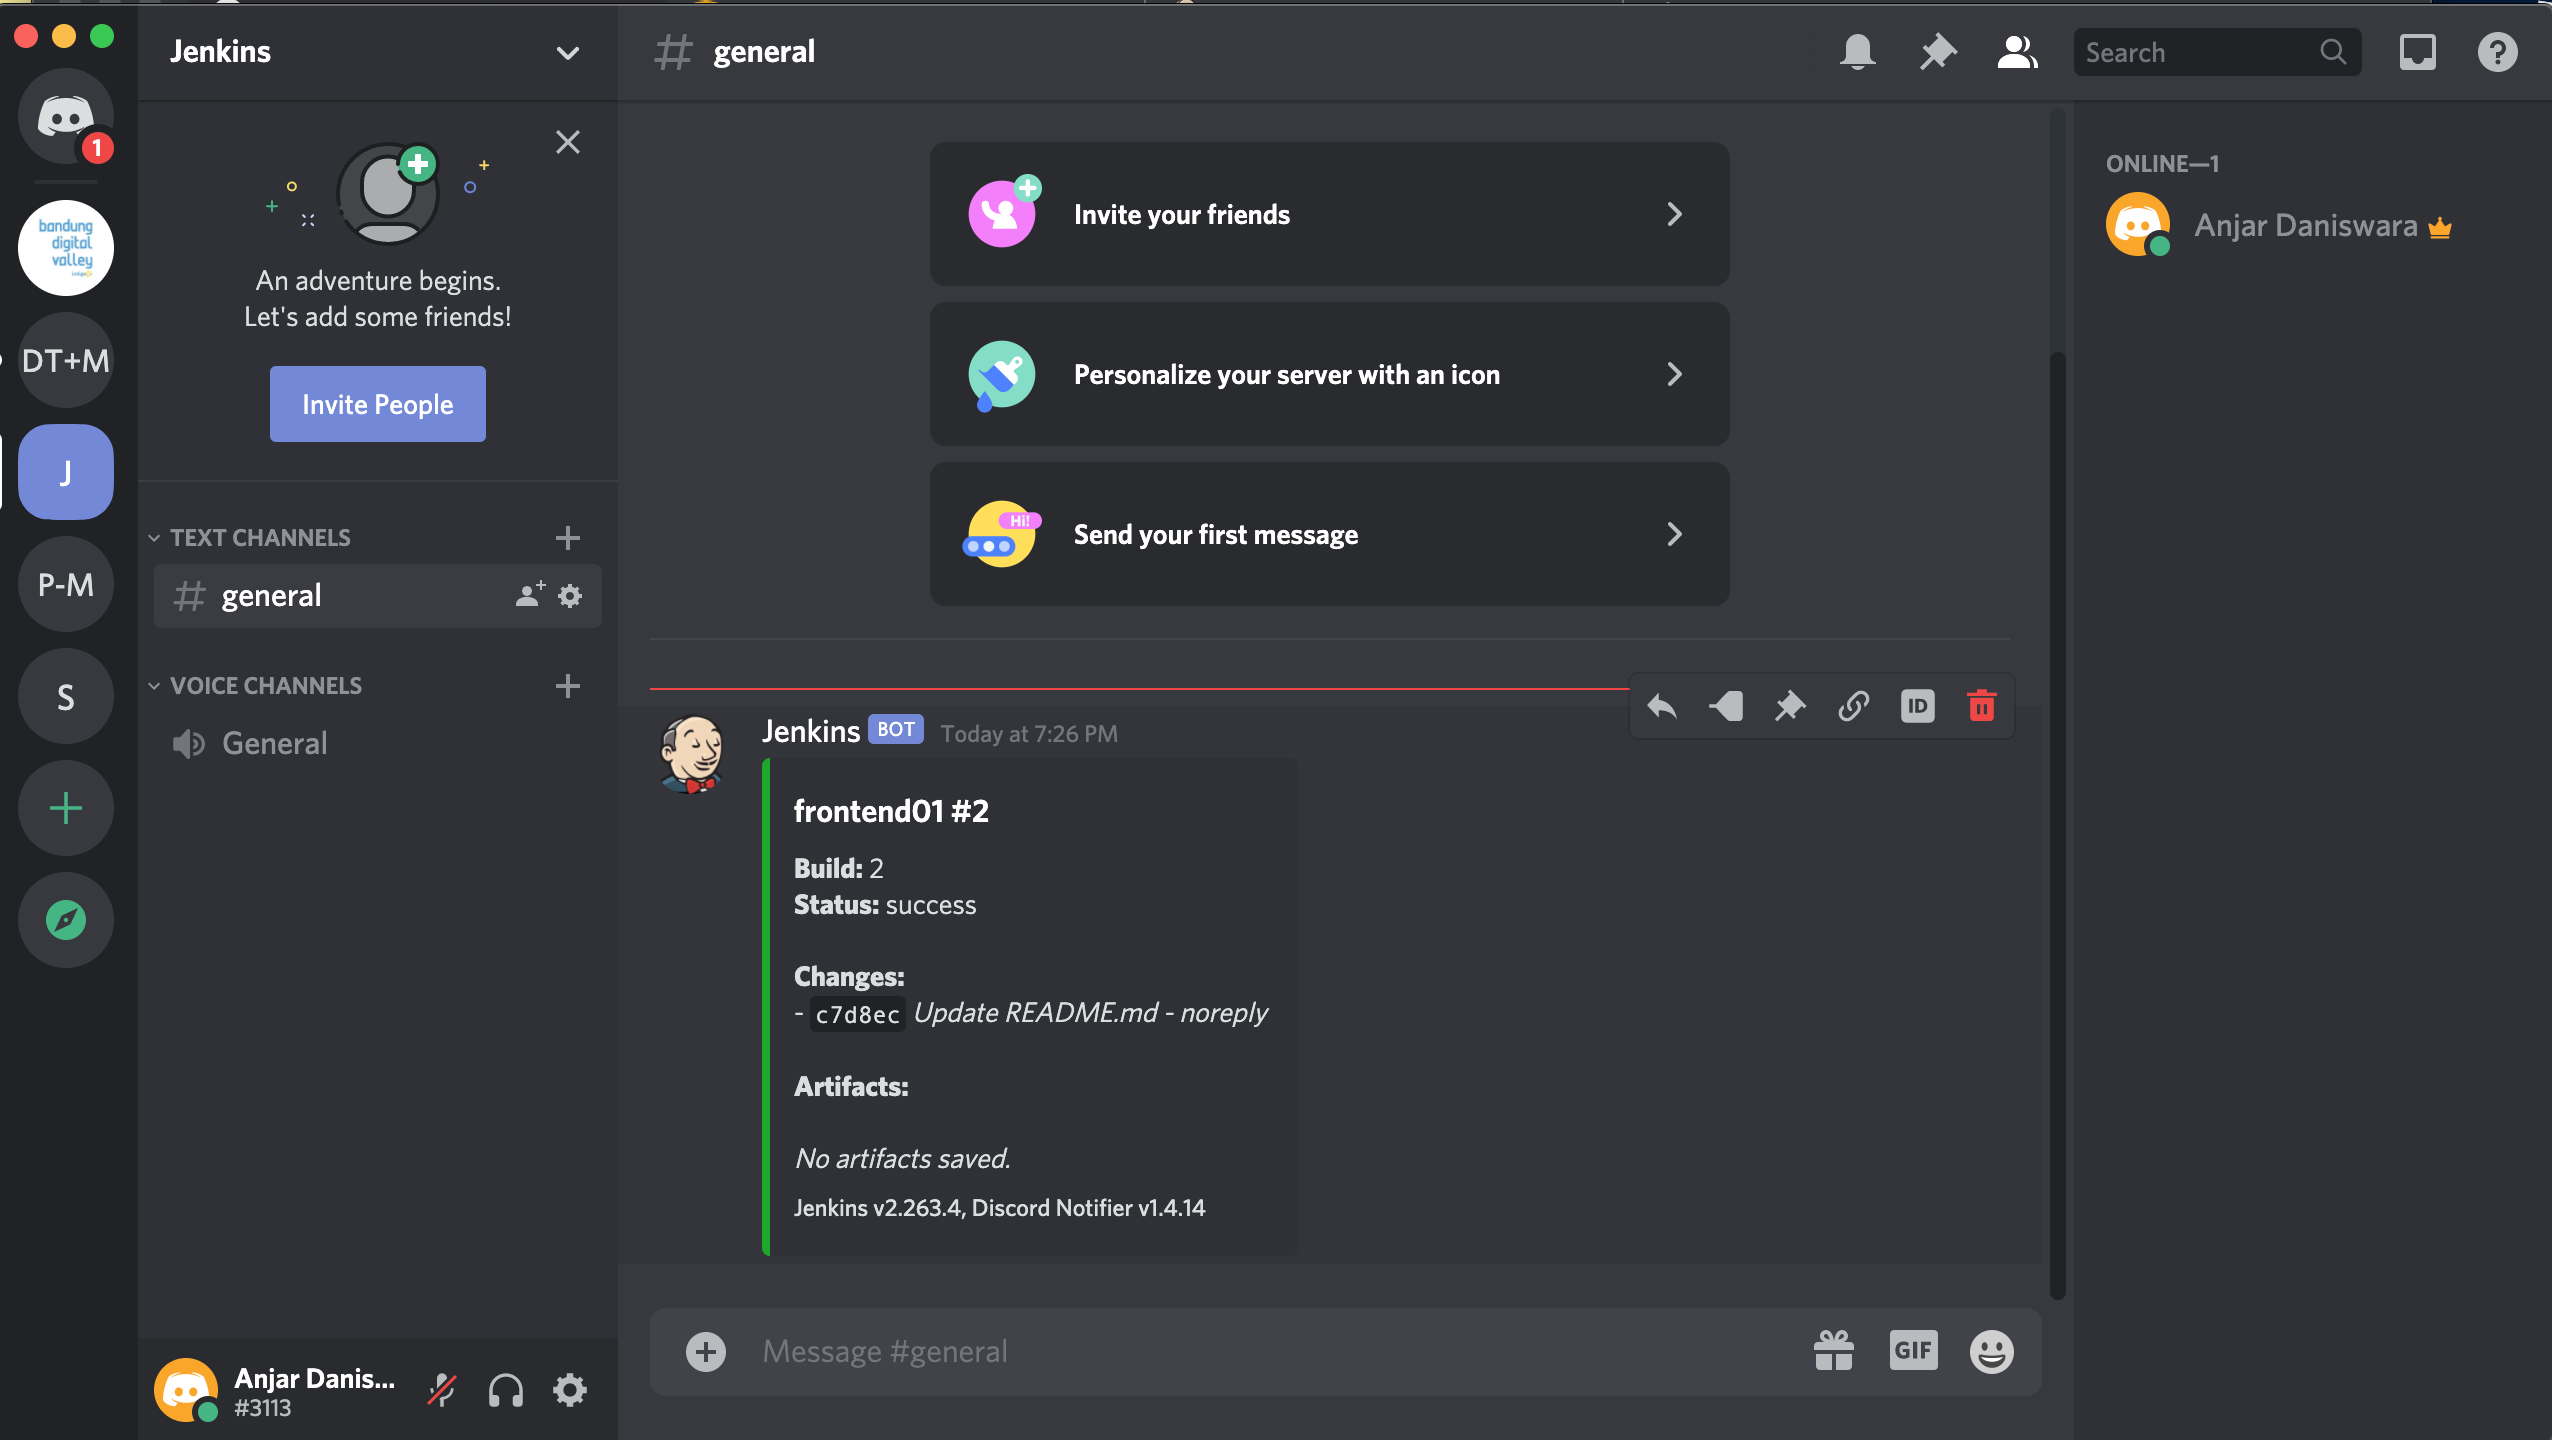 1
bandung
digital
valley
DT+M
J
P-M
S
Jenkins
An adventure begins.
Let's add some friends!
Invite People
TEXT CHANNELS
general
VOICE CHANNELS
General
Anjar Danis...
#3113
general
Search
Invite your friends
Personalize your server with an icon
Hi!
Send your first message
ID
Jenkins BOT Today at 7:26 PM
frontend01 #2
Build: 2
Status: success
Changes:
- c7d8ec Update README.md - noreply
Artifacts:
No artifacts saved.
Jenkins v2.263.4, Discord Notifier v1.4.14
Message #general
GIF
ONLINE—1
Anjar Daniswara